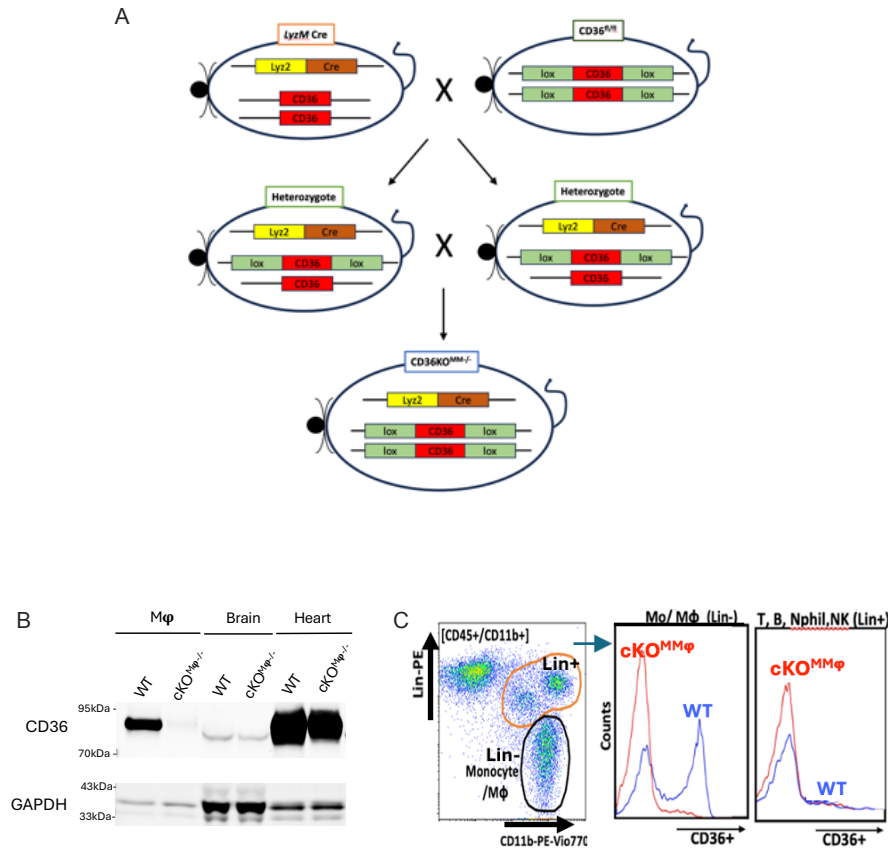 A
LyzM Cre
CD36fl/fl
Lyz2 Cre
CD36
CD36
X
lox CD36 lox
lox CD36 lox
Heterozygote
Heterozygote
Lyz2 Cre
lox CD36 lox
CD36
X
Lyz2 Cre
lox CD36 lox
CD36
CD36KOMM-/-
Lyz2 Cre
lox CD36 lox
lox CD36 lox
B
Mφ Brain Heart
WT cKOMφ-/- WT cKOMφ-/- WT cKOMφ-/-
CD36
95kDa -
70kDa -
GAPDH
43kDa -
33kDa -
C
[CD45+/CD11b+]
Lin-PE
Lin+
Lin-
Monocyte
/MΦ
CD11b-PE-Vio770
Mo/ MΦ (Lin-)
cKOMMφ
WT
Counts
CD36+
T, B, Nphil,NK (Lin+)
cKOMMφ
WT
CD36+